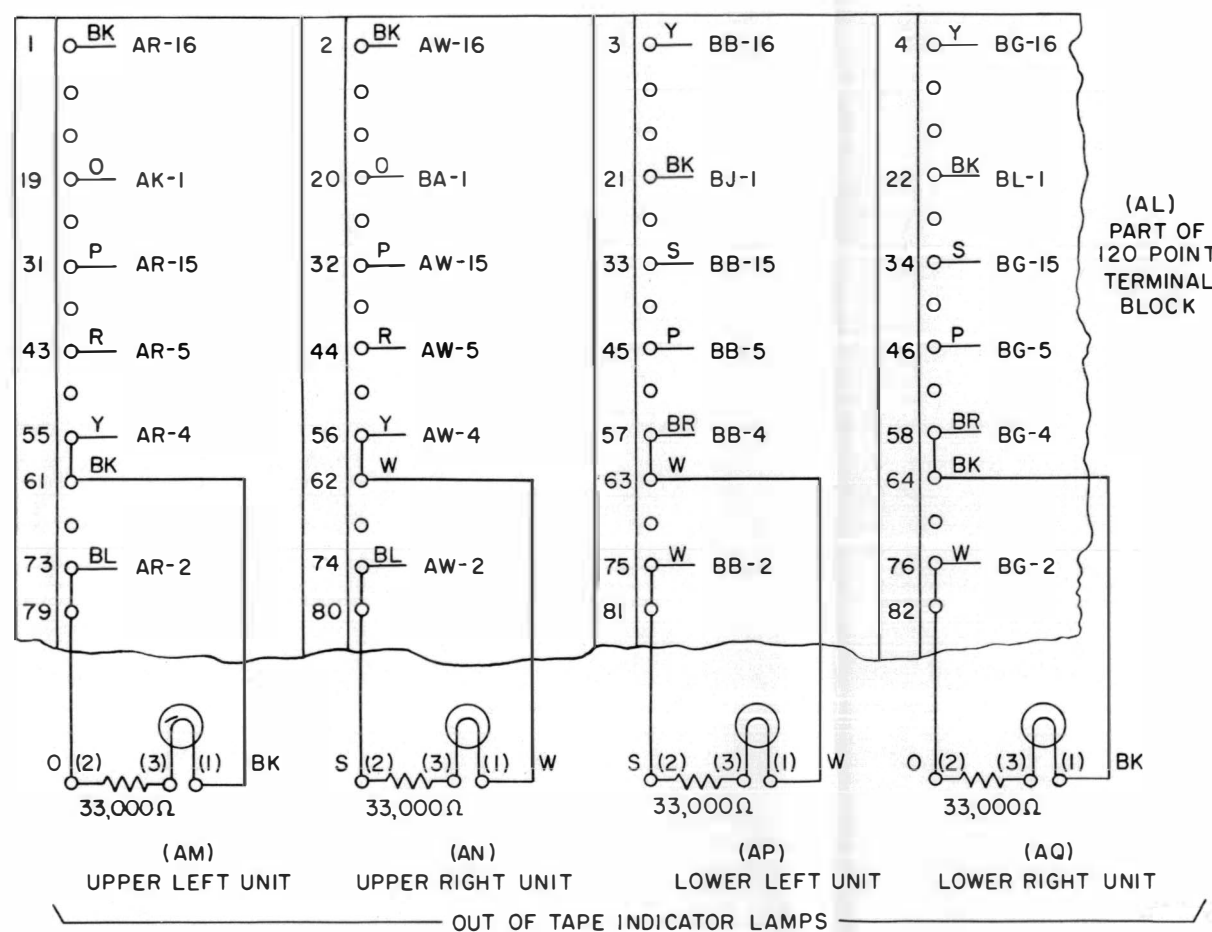 1 BK AR-16 2 BK AW-16 3 Y BB-16 4 Y BG-16
19 O AK-1 20 O BA-1 21 BK BJ-1 22 BK BL-1
(AL)
PART OF
120 POINT
TERMINAL
BLOCK
31 P AR-15 32 P AW-15 33 S BB-15 34 S BG-15
43 R AR-5 44 R AW-5 45 P BB-5 46 P BG-5
55 Y AR-4 56 Y AW-4 57 BR BB-4 58 BR BG-4
61 BK 62 W 63 W 64 BK
73 BL AR-2 74 BL AW-2 75 W BB-2 76 W BG-2
79 80 81 82
O (2) (3) (1) BK S (2) (3) (1) W S (2) (3) (1) W O (2) (3) (1) BK
33,000Ω 33,000Ω 33,000Ω 33,000Ω
(AM) (AN) (AP) (AQ)
UPPER LEFT UNIT UPPER RIGHT UNIT LOWER LEFT UNIT LOWER RIGHT UNIT
OUT OF TAPE INDICATOR LAMPS